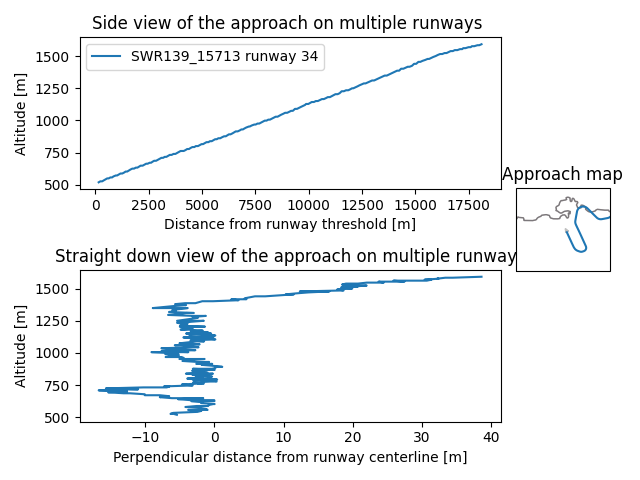 Side view of the approach on multiple runways
SWR139_15713 runway 34
1500
1250
1000
750
500
Altitude [m]
0 2500 5000 7500 10000 12500 15000 17500
Distance from runway threshold [m]
Approach map
Straight down view of the approach on multiple runway
1500
1250
1000
750
500
Altitude [m]
−10 0 10 20 30 40
Perpendicular distance from runway centerline [m]